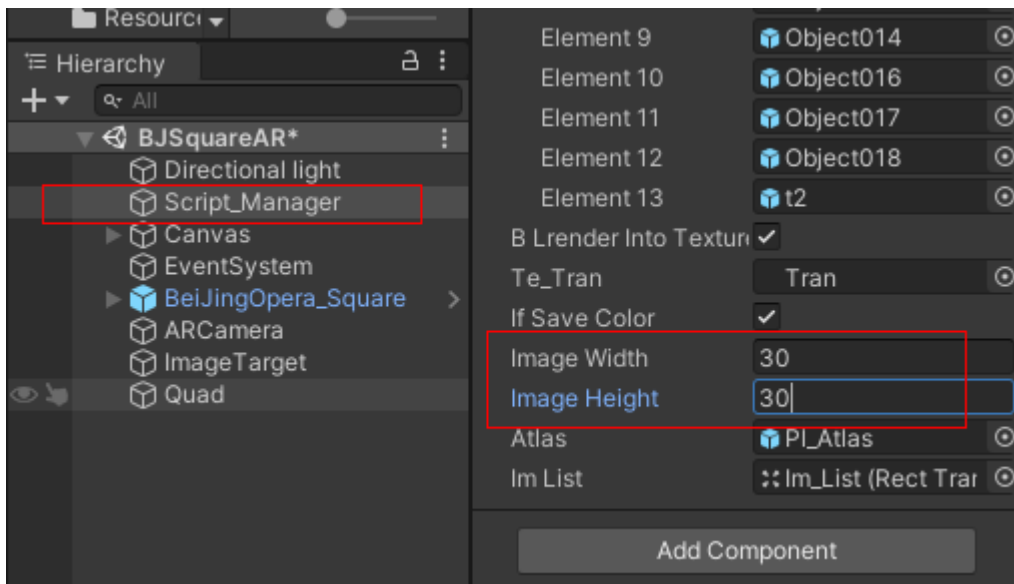 Resourc
Hierarchy
All
BJSquareAR*
Directional light
Script_Manager
Canvas
EventSystem
BeiJingOpera_Square
ARCamera
ImageTarget
Quad
Element 9 Object014
Element 10 Object016
Element 11 Object017
Element 12 Object018
Element 13 t2
B Lrender Into Textur
Te_Tran Tran
If Save Color
Image Width 30
Image Height 30
Atlas Pl_Atlas
Im List Im_List (Rect Trar
Add Component